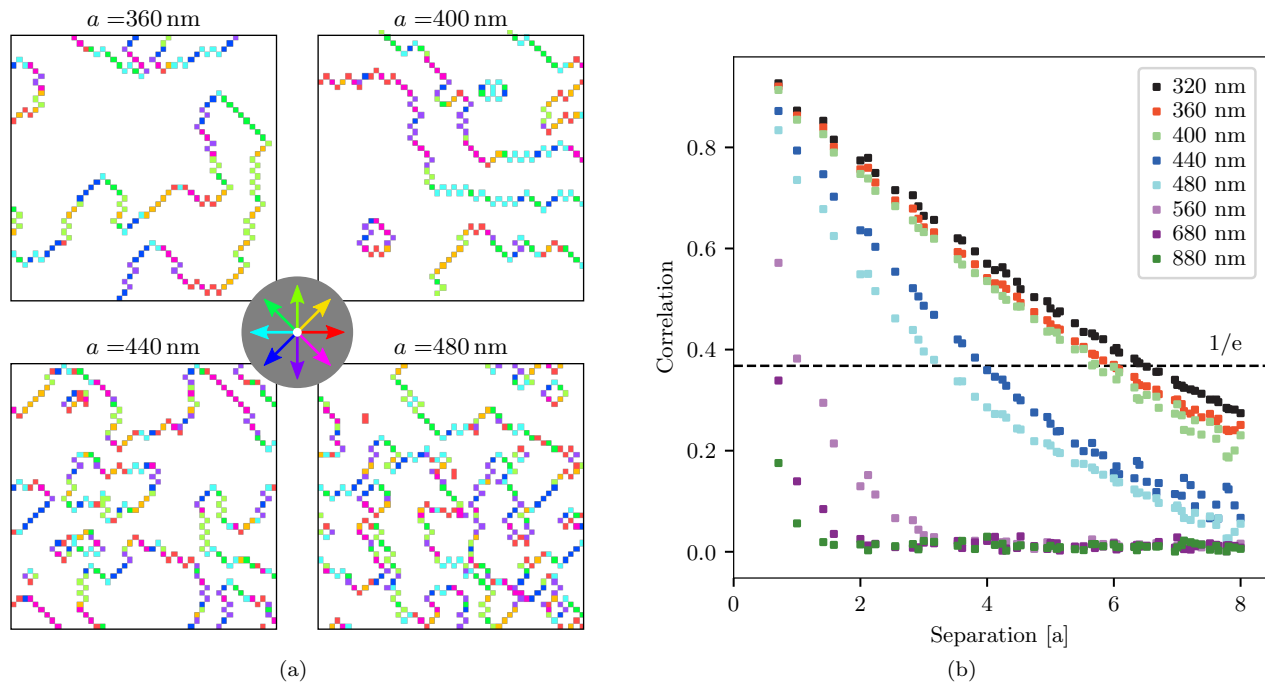 a =360 nm
a =400 nm
a =440 nm
a =480 nm
(a)
Correlation
0.8
0.6
0.4
0.2
0.0
320 nm
360 nm
400 nm
440 nm
480 nm
560 nm
680 nm
880 nm
1/e
0 2 4 6 8
Separation [a]
(b)